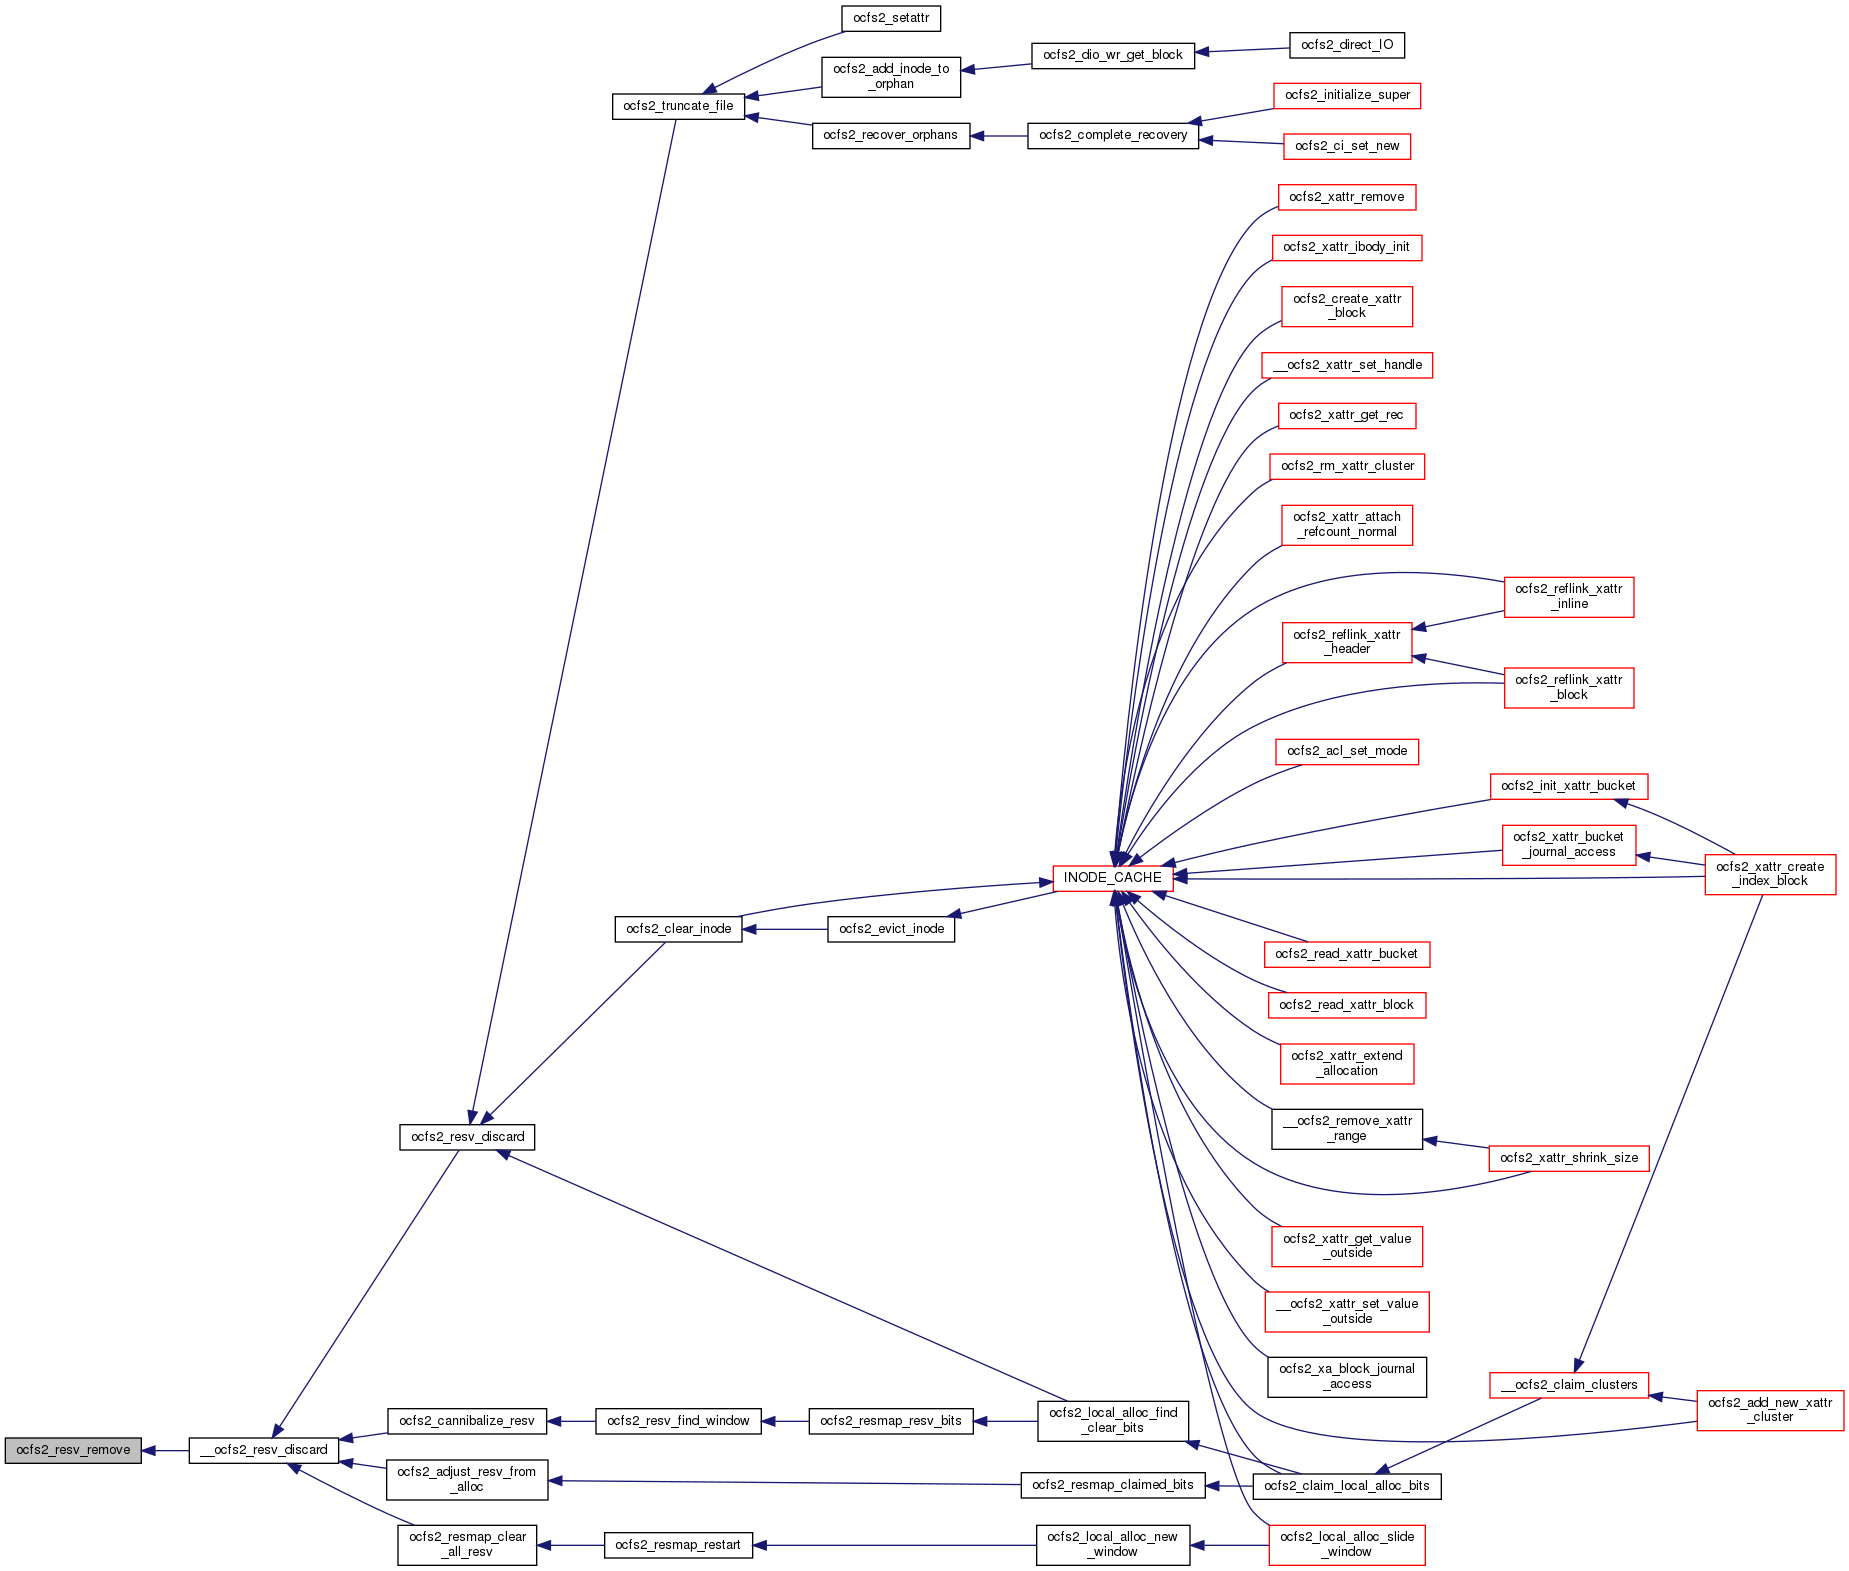 ocfs2_setattr
ocfs2_direct_IO
ocfs2_dio_wr_get_block
ocfs2_add_inode_to
_orphan
ocfs2_truncate_file
ocfs2_initialize_super
ocfs2_recover_orphans
ocfs2_complete_recovery
ocfs2_ci_set_new
ocfs2_xattr_remove
ocfs2_xattr_ibody_init
ocfs2_create_xattr
_block
__ocfs2_xattr_set_handle
ocfs2_xattr_get_rec
ocfs2_rm_xattr_cluster
ocfs2_xattr_attach
_refcount_normal
ocfs2_reflink_xattr
_inline
ocfs2_reflink_xattr
_header
ocfs2_reflink_xattr
_block
ocfs2_acl_set_mode
ocfs2_init_xattr_bucket
ocfs2_xattr_bucket
_journal_access
ocfs2_xattr_create
_index_block
INODE_CACHE
ocfs2_clear_inode
ocfs2_evict_inode
ocfs2_read_xattr_bucket
ocfs2_read_xattr_block
ocfs2_xattr_extend
_allocation
__ocfs2_remove_xattr
_range
ocfs2_resv_discard
ocfs2_xattr_shrink_size
ocfs2_xattr_get_value
_outside
__ocfs2_xattr_set_value
_outside
ocfs2_xa_block_journal
_access
__ocfs2_claim_clusters
ocfs2_add_new_xattr
_cluster
ocfs2_cannibalize_resv
ocfs2_resv_find_window
ocfs2_resmap_resv_bits
ocfs2_local_alloc_find
_clear_bits
ocfs2_resv_remove
__ocfs2_resv_discard
ocfs2_adjust_resv_from
_alloc
ocfs2_resmap_claimed_bits
ocfs2_claim_local_alloc_bits
ocfs2_resmap_clear
_all_resv
ocfs2_resmap_restart
ocfs2_local_alloc_new
_window
ocfs2_local_alloc_slide
_window